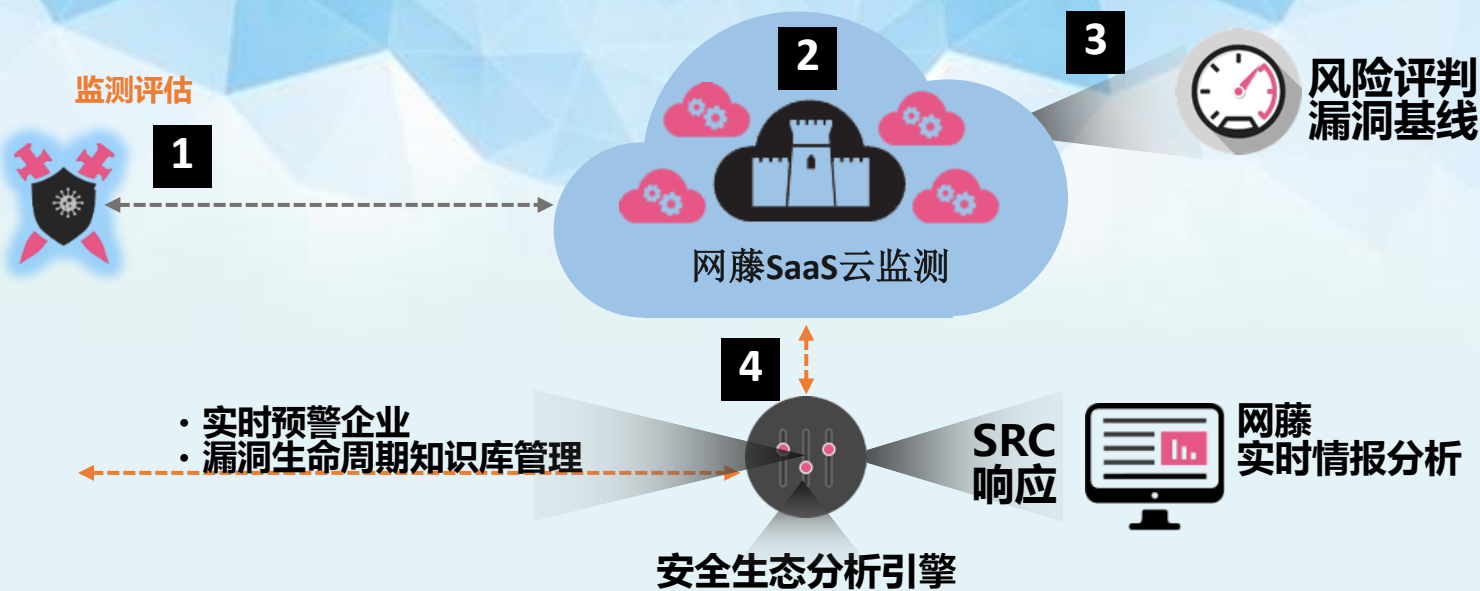 监测评估
1
2
3
风险评判
漏洞基线
网藤SaaS云监测
4
·实时预警企业
·漏洞生命周期知识库管理
SRC
响应
网藤
实时情报分析
安全生态分析引擎